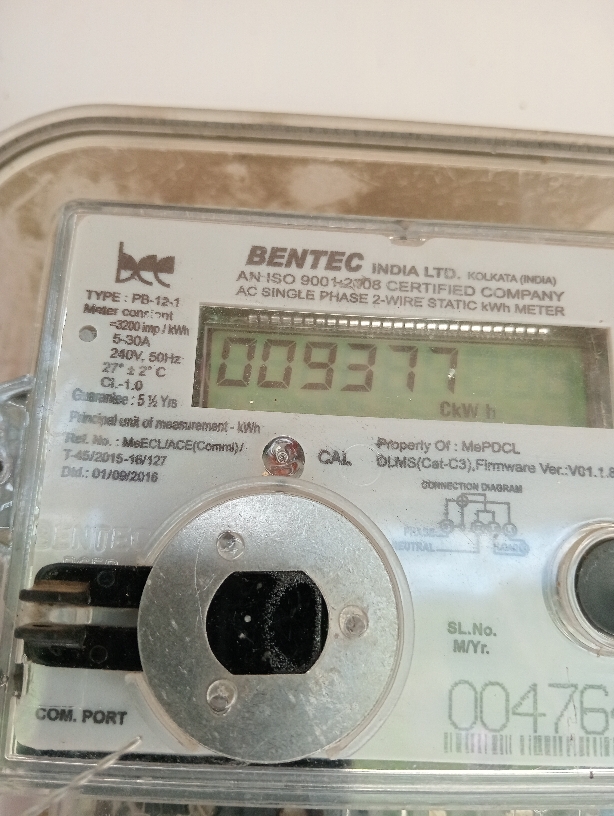 bee
BENTEC INDIA LTD. KOLKATA (INDIA)
AN ISO 9001:2008 CERTIFIED COMPANY
AC SINGLE PHASE 2-WIRE STATIC kWh METER
TYPE : PB-12-1
Meter constant
=3200 imp / kWh
5-30A
240V, 50Hz
27° ± 2° C
Cl.-1.0
Guarantee : 5 ½ Yrs
009377
CkW h
Principal unit of measurement - kWh
Ref. No. : MeECL/ACE(Comml)/
T-45/2015-16/127
Dtd.: 01/09/2016
CAL
Property Of : MePDCL
DLMS(Cat-C3),Firmware Ver.:V01.1.8
CONNECTION DIAGRAM
PHASE
NEUTRAL
BENTEC
SL.No.
M/Yr.
COM. PORT
00476